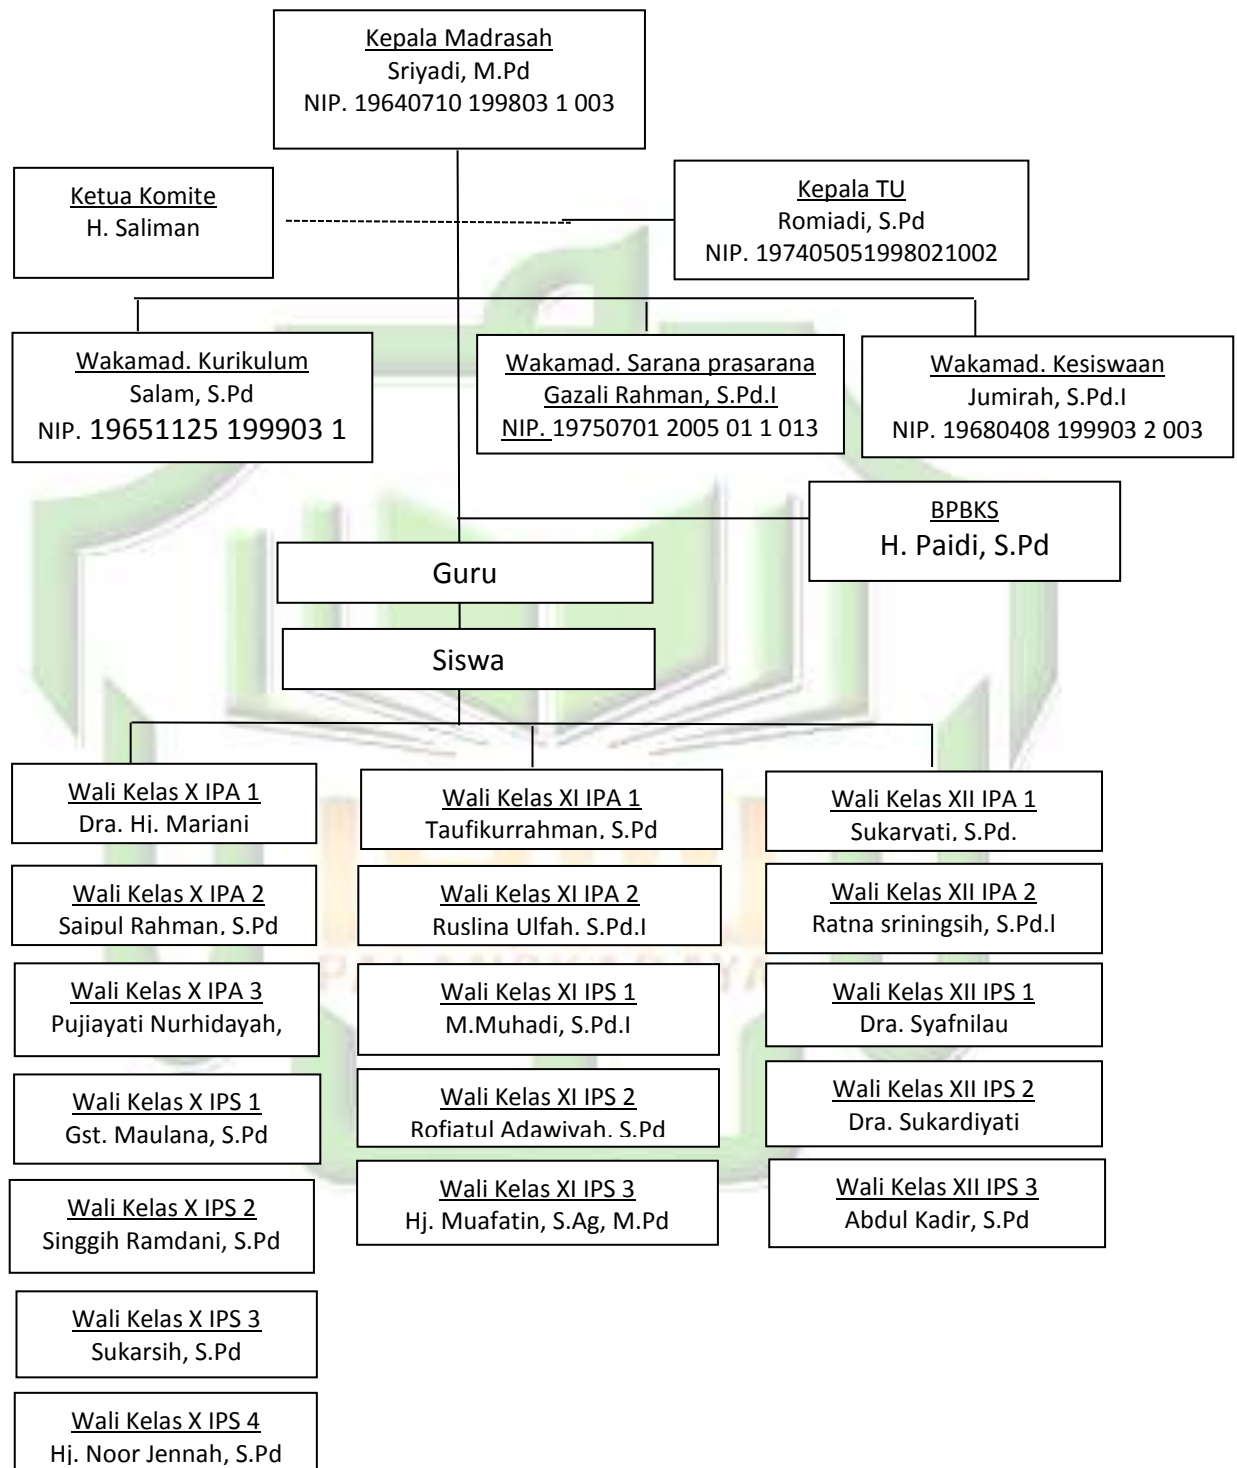 Kepala Madrasah
Sriyadi, M.Pd
NIP. 19640710 199803 1 003
Ketua Komite
H. Saliman
Kepala TU
Romiadi, S.Pd
NIP. 197405051998021002
Wakamad. Kurikulum
Salam, S.Pd
NIP. 19651125 199903 1
Wakamad. Sarana prasarana
Gazali Rahman, S.Pd.I
NIP. 19750701 2005 01 1 013
Wakamad. Kesiswaan
Jumirah, S.Pd.I
NIP. 19680408 199903 2 003
BPBKS
H. Paidi, S.Pd
Guru
Siswa
Wali Kelas X IPA 1
Dra. Hj. Mariani
Wali Kelas XI IPA 1
Taufikurrahman, S.Pd
Wali Kelas XII IPA 1
Sukaryati, S.Pd.
Wali Kelas X IPA 2
Saipul Rahman, S.Pd
Wali Kelas XI IPA 2
Ruslina Ulfah, S.Pd.I
Wali Kelas XII IPA 2
Ratna sriningsih, S.Pd.I
Wali Kelas X IPA 3
Pujiayati Nurhidayah,
Wali Kelas XI IPS 1
M.Muhadi, S.Pd.I
Wali Kelas XII IPS 1
Dra. Syafnilau
Wali Kelas X IPS 1
Gst. Maulana, S.Pd
Wali Kelas XI IPS 2
Rofiatul Adawiyah, S.Pd
Wali Kelas XII IPS 2
Dra. Sukardiyati
Wali Kelas X IPS 2
Singgih Ramdani, S.Pd
Wali Kelas XI IPS 3
Hj. Muafatin, S.Ag, M.Pd
Wali Kelas XII IPS 3
Abdul Kadir, S.Pd
Wali Kelas X IPS 3
Sukarsih, S.Pd
Wali Kelas X IPS 4
Hj. Noor Jennah, S.Pd